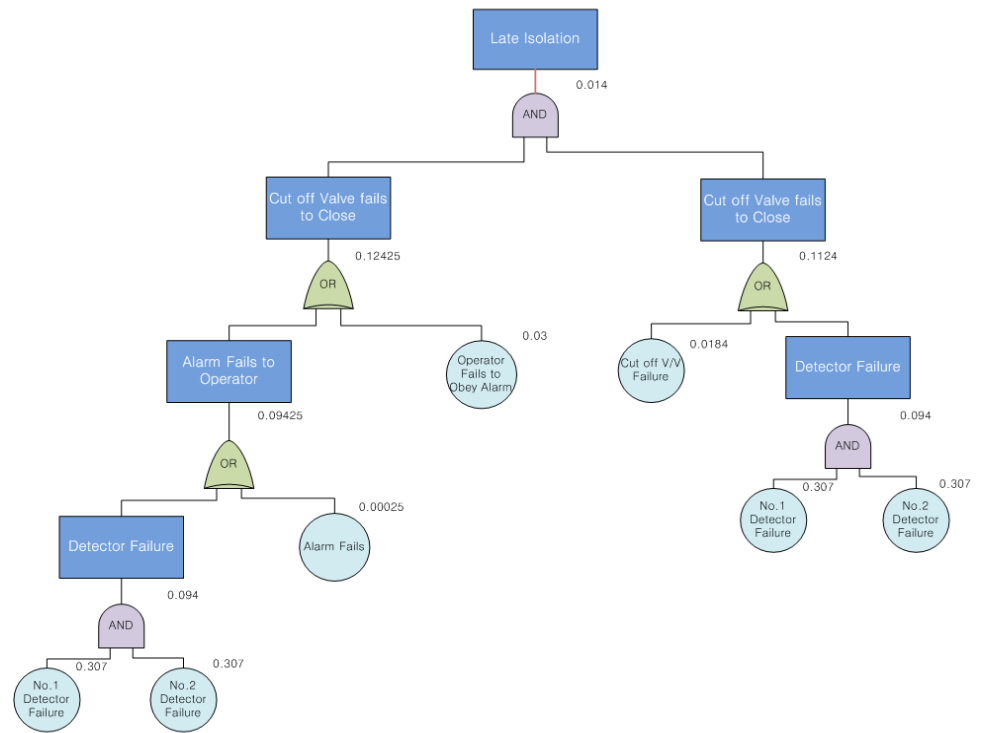 Late Isolation
0.014
AND
Cut off Valve fails
to Close
Cut off Valve fails
to Close
0.12425
0.1124
OR
OR
0.03
0.0184
Alarm Fails to
Operator
Operator
Fails to
Obey Alarm
Cut off V/V
Failure
Detector Failure
0.09425
0.094
OR
AND
0.00025
0.307
0.307
Detector Failure
Alarm Fails
No.1
Detector
Failure
No.2
Detector
Failure
0.094
AND
0.307
0.307
No.1
Detector
Failure
No.2
Detector
Failure